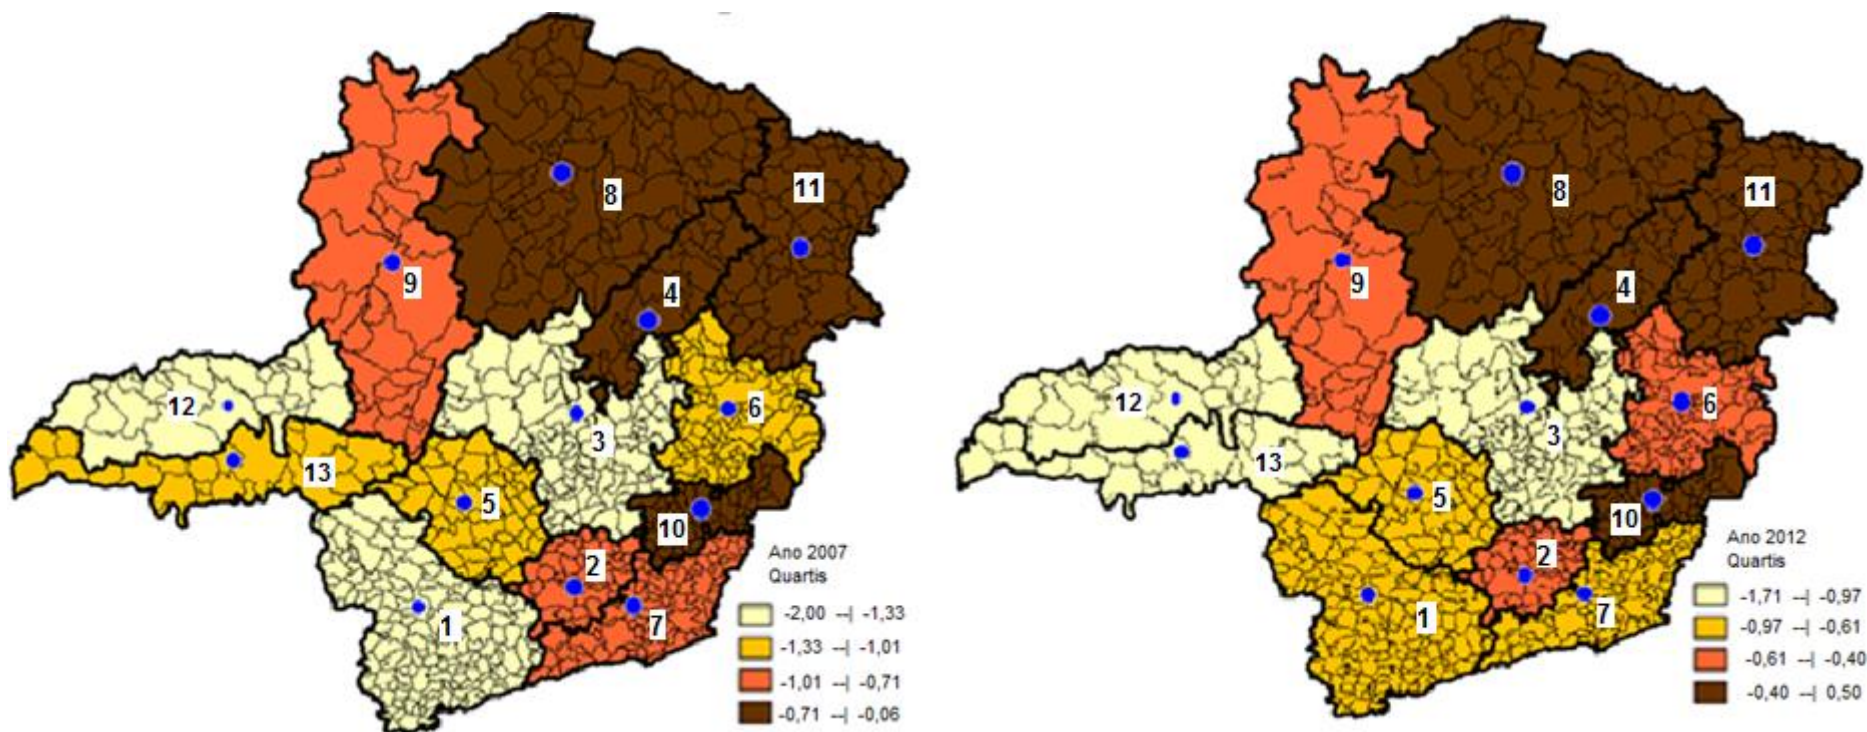 8
11
9
4
12
6
3
13
5
10
2
7
1
Ano 2007
Quartis
-2,00 --| -1,33
-1,33 --| -1,01
-1,01 --| -0,71
-0,71 --| -0,06
8
11
9
4
12
6
3
13
5
10
2
7
1
Ano 2012
Quartis
-1,71 --| -0,97
-0,97 --| -0,61
-0,61 --| -0,40
-0,40 --| 0,50